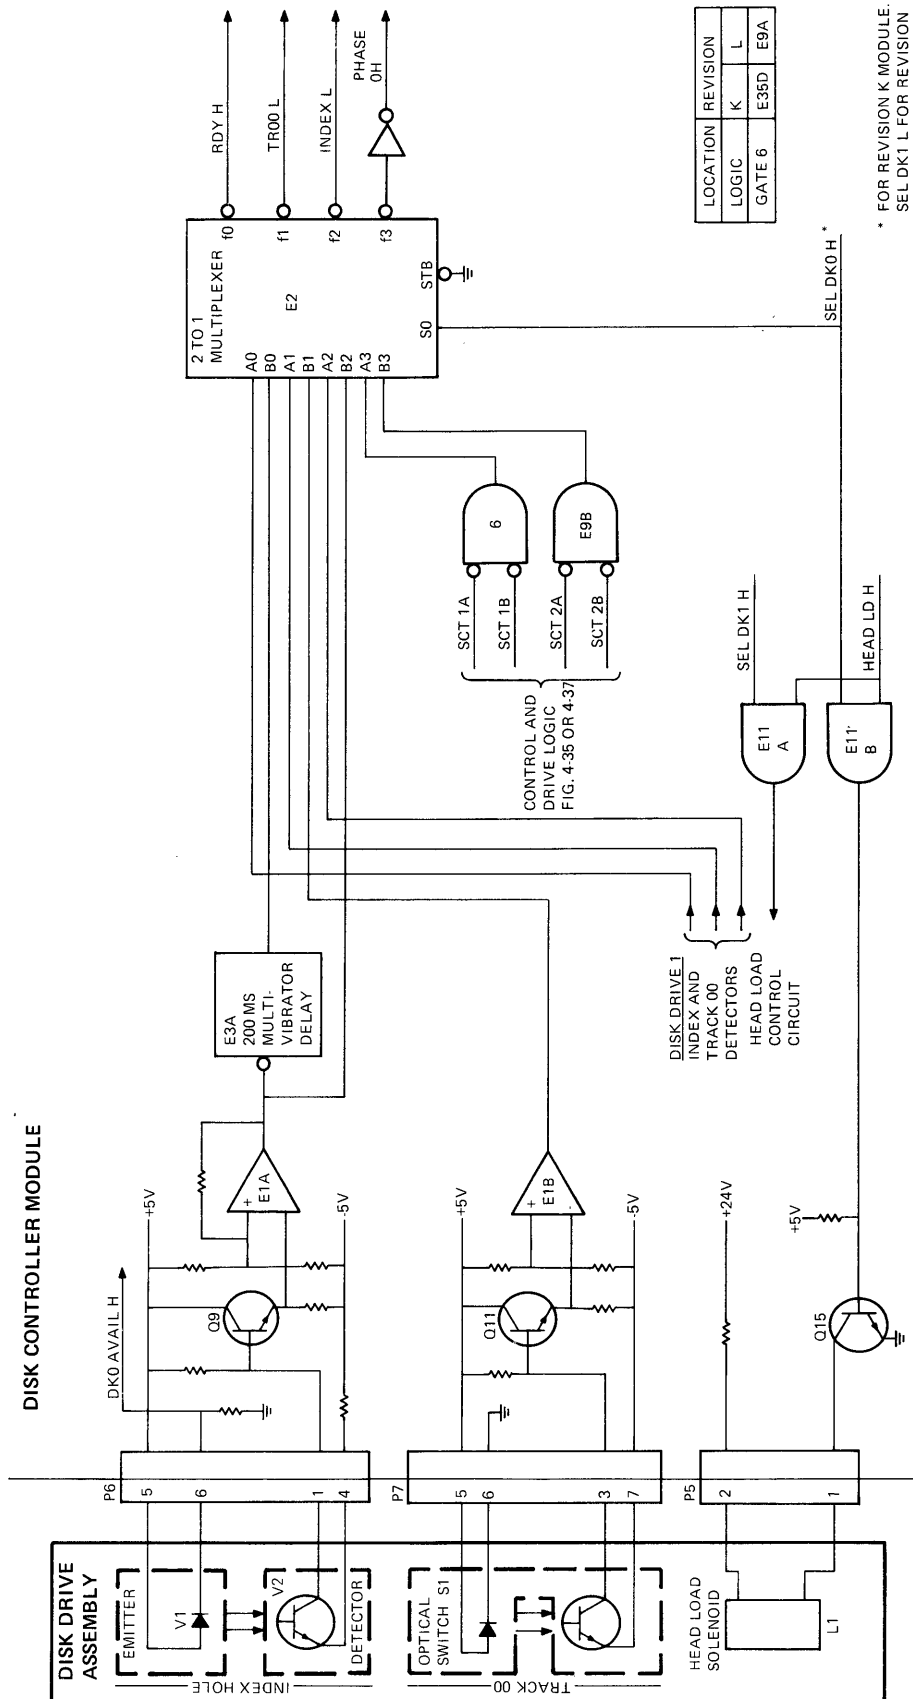 DISK CONTROLLER MODULE
DISK DRIVE
ASSEMBLY
EMITTER
V1
V2
DETECTOR
INDEX HOLE
OPTICAL
SWITCH S1
TRACK 00
HEAD LOAD
SOLENOID
L1
P6
5
6
1
4
P7
5
6
3
7
P5
2
1
DK0 AVAIL H
+5V
Q9
-5V
+
E1A
+5V
Q11
-5V
+
E1B
+24V
+5V
Q15
E3A
200 MS
MULTI-
VIBRATOR
DELAY
DISK DRIVE 1
INDEX AND
TRACK 00
DETECTORS
HEAD LOAD
CONTROL
CIRCUIT
E11
A
E11
B
SEL DK1 H
HEAD LD H
CONTROL AND
DRIVE LOGIC
FIG. 4-35 OR 4-37
SCT 1A
SCT 1B
SCT 2A
SCT 2B
6
E9B
2 TO 1
MULTIPLEXER
E2
A0
B0
A1
B1
A2
B2
A3
B3
S0
STB
f0
f1
f2
f3
RDY H
TR00 L
INDEX L
PHASE
0H
SEL DK0 H *
LOCATION REVISION
LOGIC K L
GATE 6 E35D E9A
* FOR REVISION K MODULE.
SEL DK1 L FOR REVISION